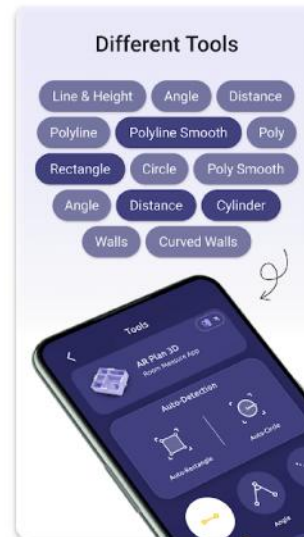 Different Tools
Line & Height Angle Distance
Polyline Polyline Smooth Poly
Rectangle Circle Poly Smooth
Angle Distance Cylinder
Walls Curved Walls
Tools
AR Plan 3D
Room Measure App
Auto-Detection
Auto-Rectangle
Auto-Circle
Angle